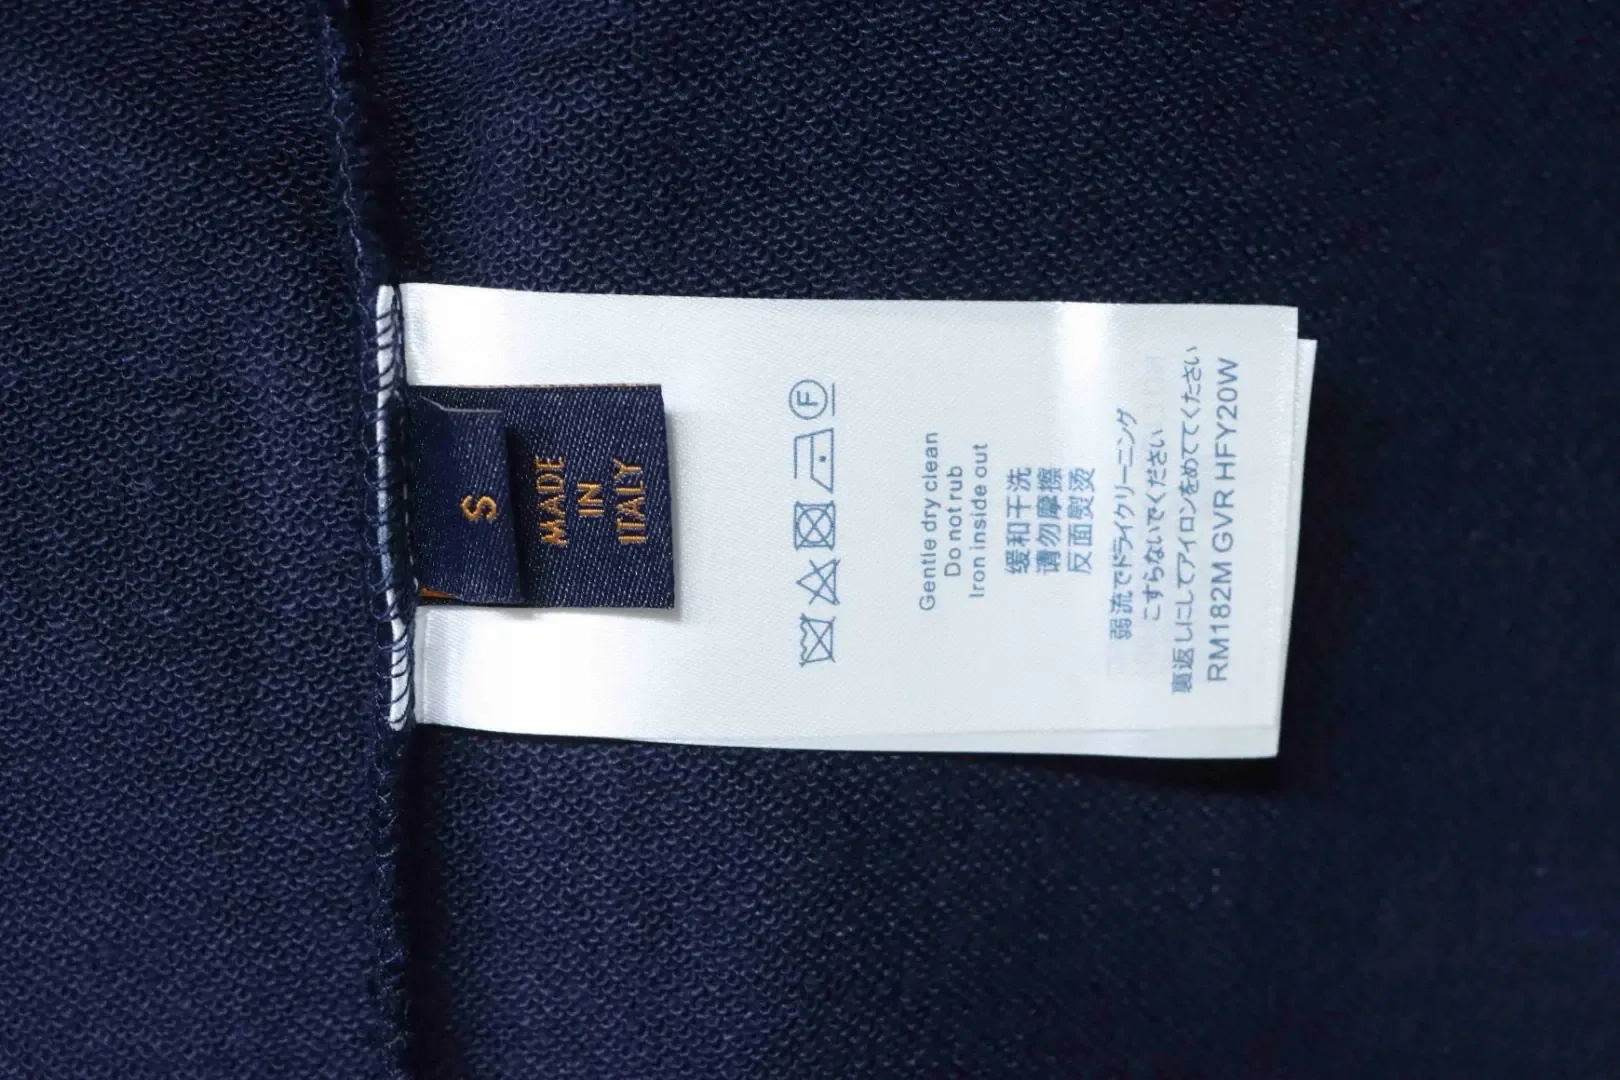 S
MADE
IN
ITALY
F
Gentle dry clean
Do not rub
Iron inside out
缓和干洗
请勿摩擦
反面熨烫
弱流でドライクリーニング
こすらないでください
裏返しにしてアイロンをめててください
RM182M GVR HFY20W